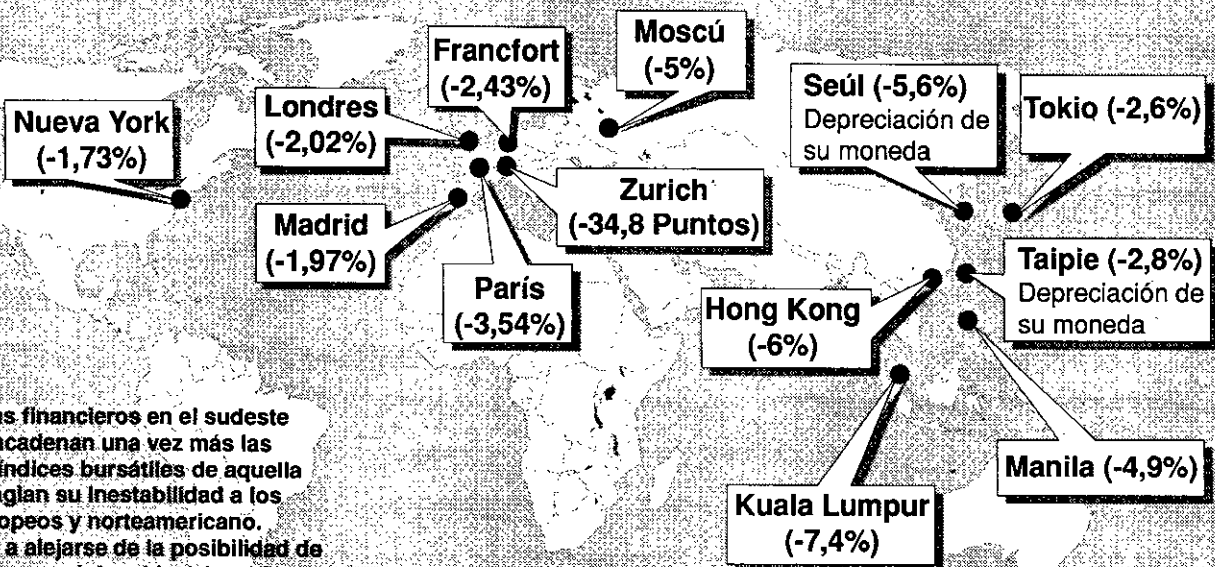 Nueva York
(-1,73%)
Londres
(-2,02%)
Madrid
(-1,97%)
Francfort
(-2,43%)
París
(-3,54%)
Zurich
(-34,8 Puntos)
Moscú
(-5%)
Seúl (-5,6%)
Depreciación de
su moneda
Tokio (-2,6%)
Taipie (-2,8%)
Depreciación de
su moneda
Hong Kong
(-6%)
Manila (-4,9%)
Kuala Lumpur
(-7,4%)
financieros en el sudeste
una vez más las
índices bursátiles de aquella
su inestabilidad a los
y norteamericano.
a alejarse de la posibilidad de